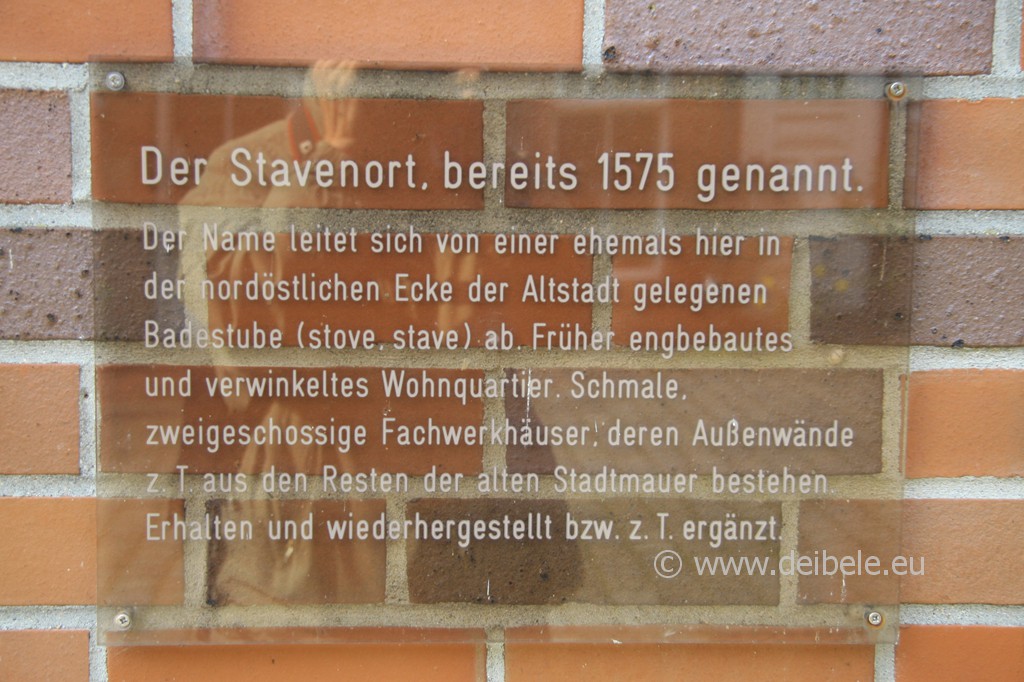 Der Stavenort, bereits 1575 genannt.
Der Name leitet sich von einer ehemals hier in
der nordöstlichen Ecke der Altstadt gelegenen
Badestube (stove, stave) ab. Früher engbebautes
und verwinkeltes Wohnquartier. Schmale,
zweigeschossige Fachwerkhäuser, deren Außenwände
z. T. aus den Resten der alten Stadtmauer bestehen.
Erhalten und wiederhergestellt bzw. z. T. ergänzt.
© www.deibele.eu